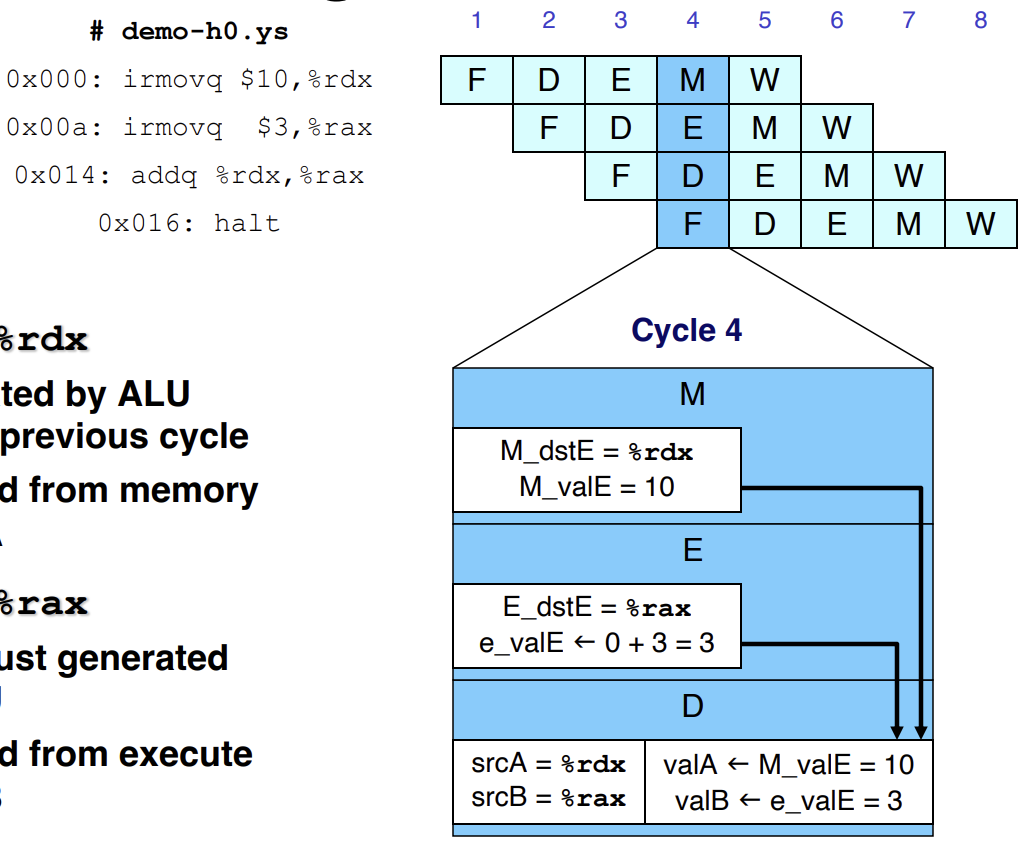 1 2 3 4 5 6 7 8
# demo-h0.ys
0x000: irmovq $10,%rdx F D E M W
0x00a: irmovq $3,%rax F D E M W
0x014: addq %rdx,%rax F D E M W
0x016: halt F D E M W
%rdx
ted by ALU
previous cycle
d from memory
%rax
ust generated
d from execute
Cycle 4
M
M_dstE = %rdx
M_valE = 10
E
E_dstE = %rax
e_valE ← 0 + 3 = 3
D
srcA = %rdx
srcB = %rax
valA ← M_valE = 10
valB ← e_valE = 3